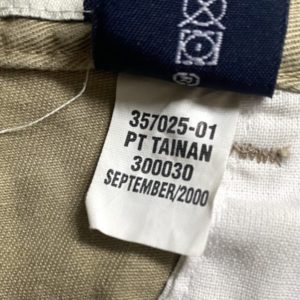 357025-01
PT TAINAN
300030
SEPTEMBER/2000